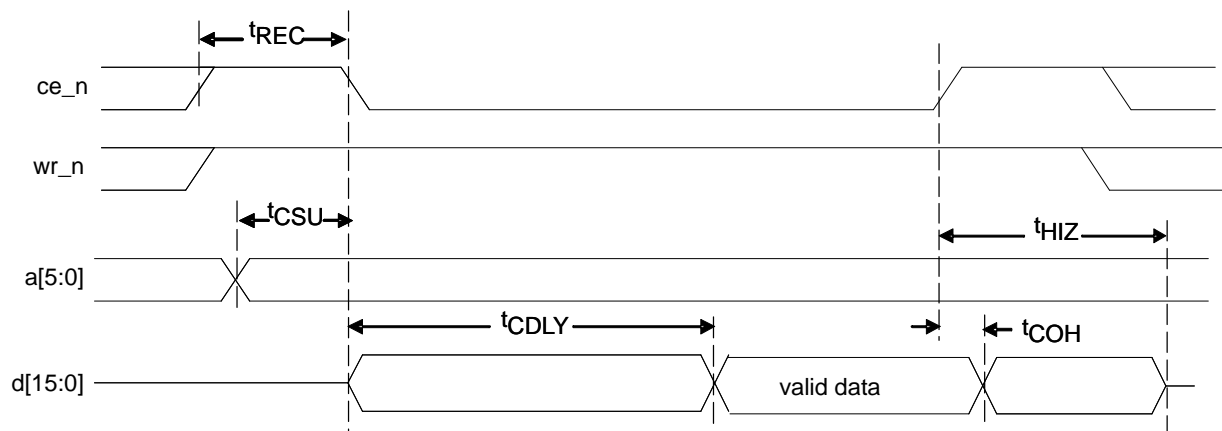 tREC
ce_n
wr_n
tCSU
tHIZ
a[5:0]
tCDLY
tCOH
d[15:0]
valid data